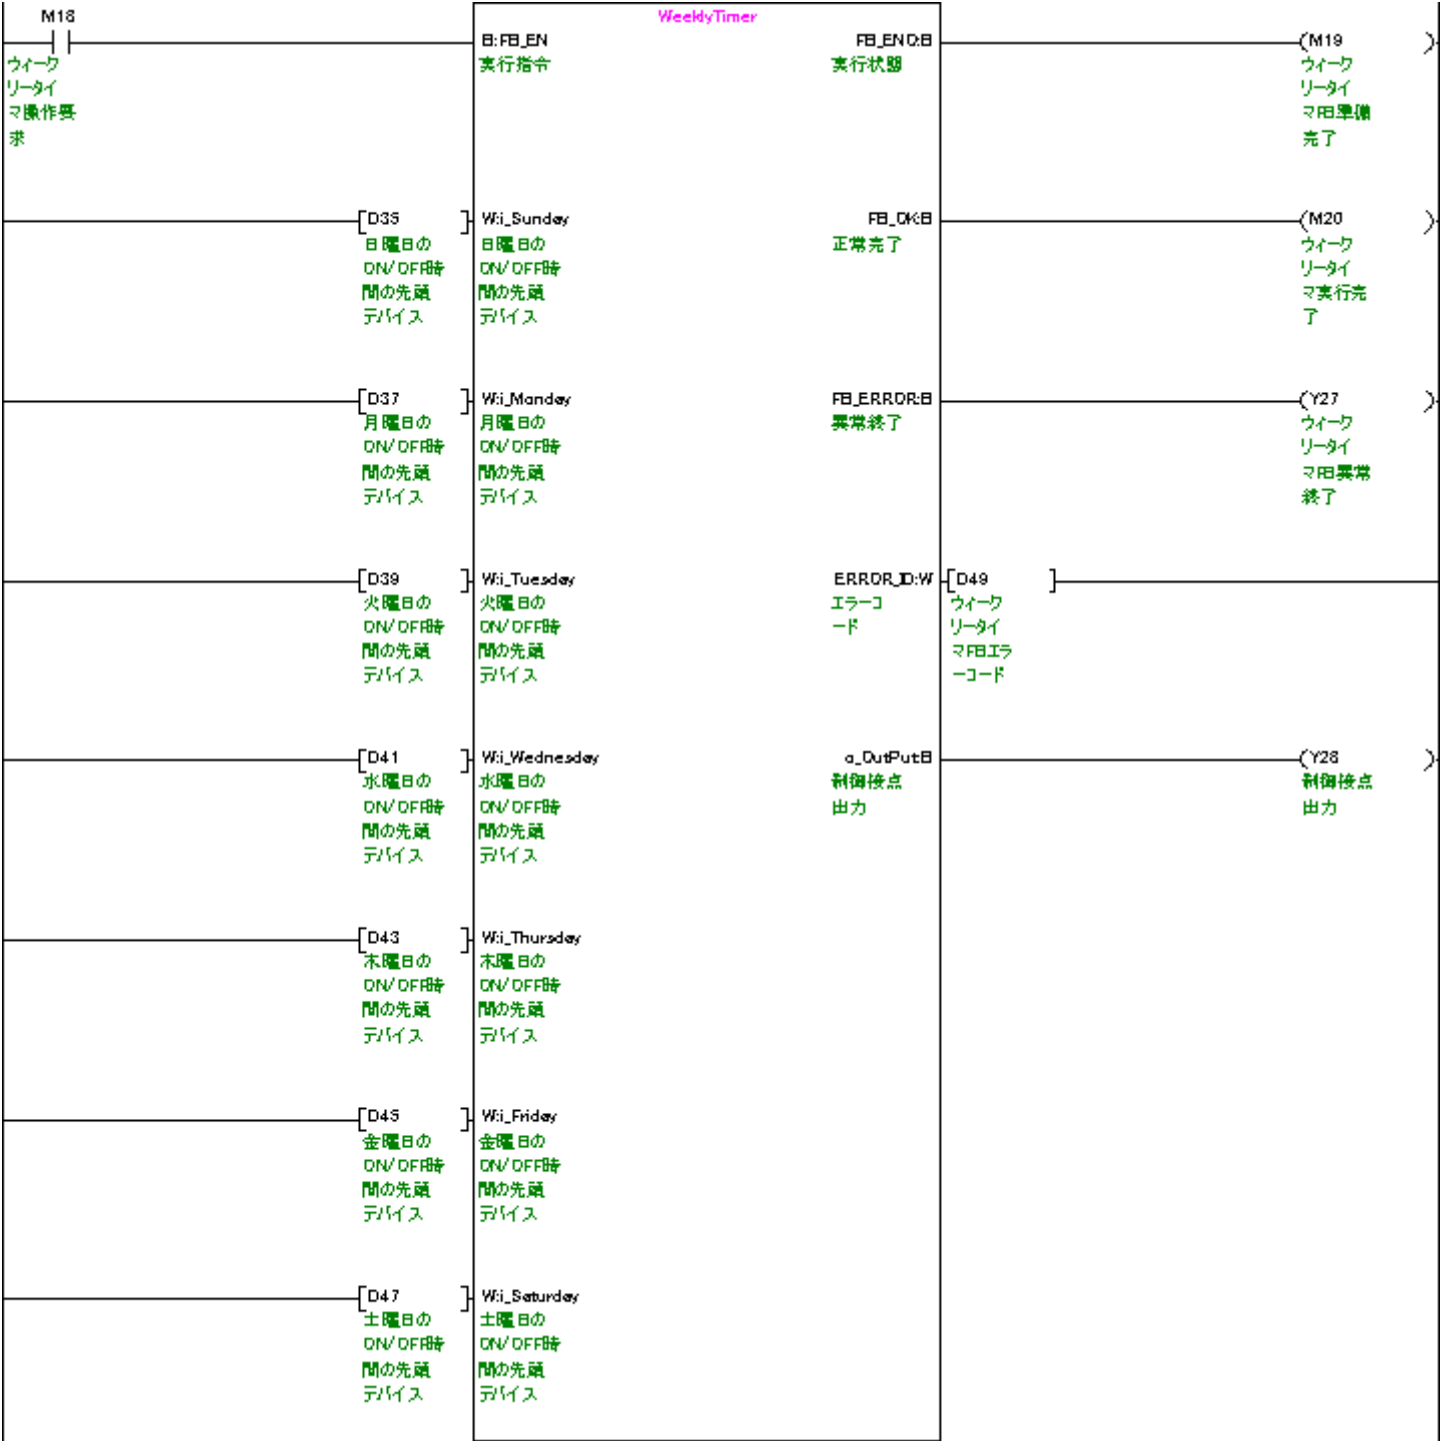 M18
ウィーク
リータイ
マ操作要
求
WeeklyTimer
B:FB_EN
実行指令
FB_ENO:B
実行状態
(M19 )
ウィーク
リータイ
マFB準備
完了
[D35 ]
日曜日の
ON/OFF時
間の先頭
デバイス
W:i_Sunday
日曜日の
ON/OFF時
間の先頭
デバイス
FB_OK:B
正常完了
(M20 )
ウィーク
リータイ
マ実行完
了
[D37 ]
月曜日の
ON/OFF時
間の先頭
デバイス
W:i_Monday
月曜日の
ON/OFF時
間の先頭
デバイス
FB_ERROR:B
異常終了
(Y27 )
ウィーク
リータイ
マFB異常
終了
[D39 ]
火曜日の
ON/OFF時
間の先頭
デバイス
W:i_Tuesday
火曜日の
ON/OFF時
間の先頭
デバイス
ERROR_ID:W
エラーコ
ード
[D49 ]
ウィーク
リータイ
マFBエラ
ーコード
[D41 ]
水曜日の
ON/OFF時
間の先頭
デバイス
W:i_Wednesday
水曜日の
ON/OFF時
間の先頭
デバイス
o_OutPut:B
制御接点
出力
(Y28 )
制御接点
出力
[D43 ]
木曜日の
ON/OFF時
間の先頭
デバイス
W:i_Thursday
木曜日の
ON/OFF時
間の先頭
デバイス
[D45 ]
金曜日の
ON/OFF時
間の先頭
デバイス
W:i_Friday
金曜日の
ON/OFF時
間の先頭
デバイス
[D47 ]
土曜日の
ON/OFF時
間の先頭
デバイス
W:i_Saturday
土曜日の
ON/OFF時
間の先頭
デバイス